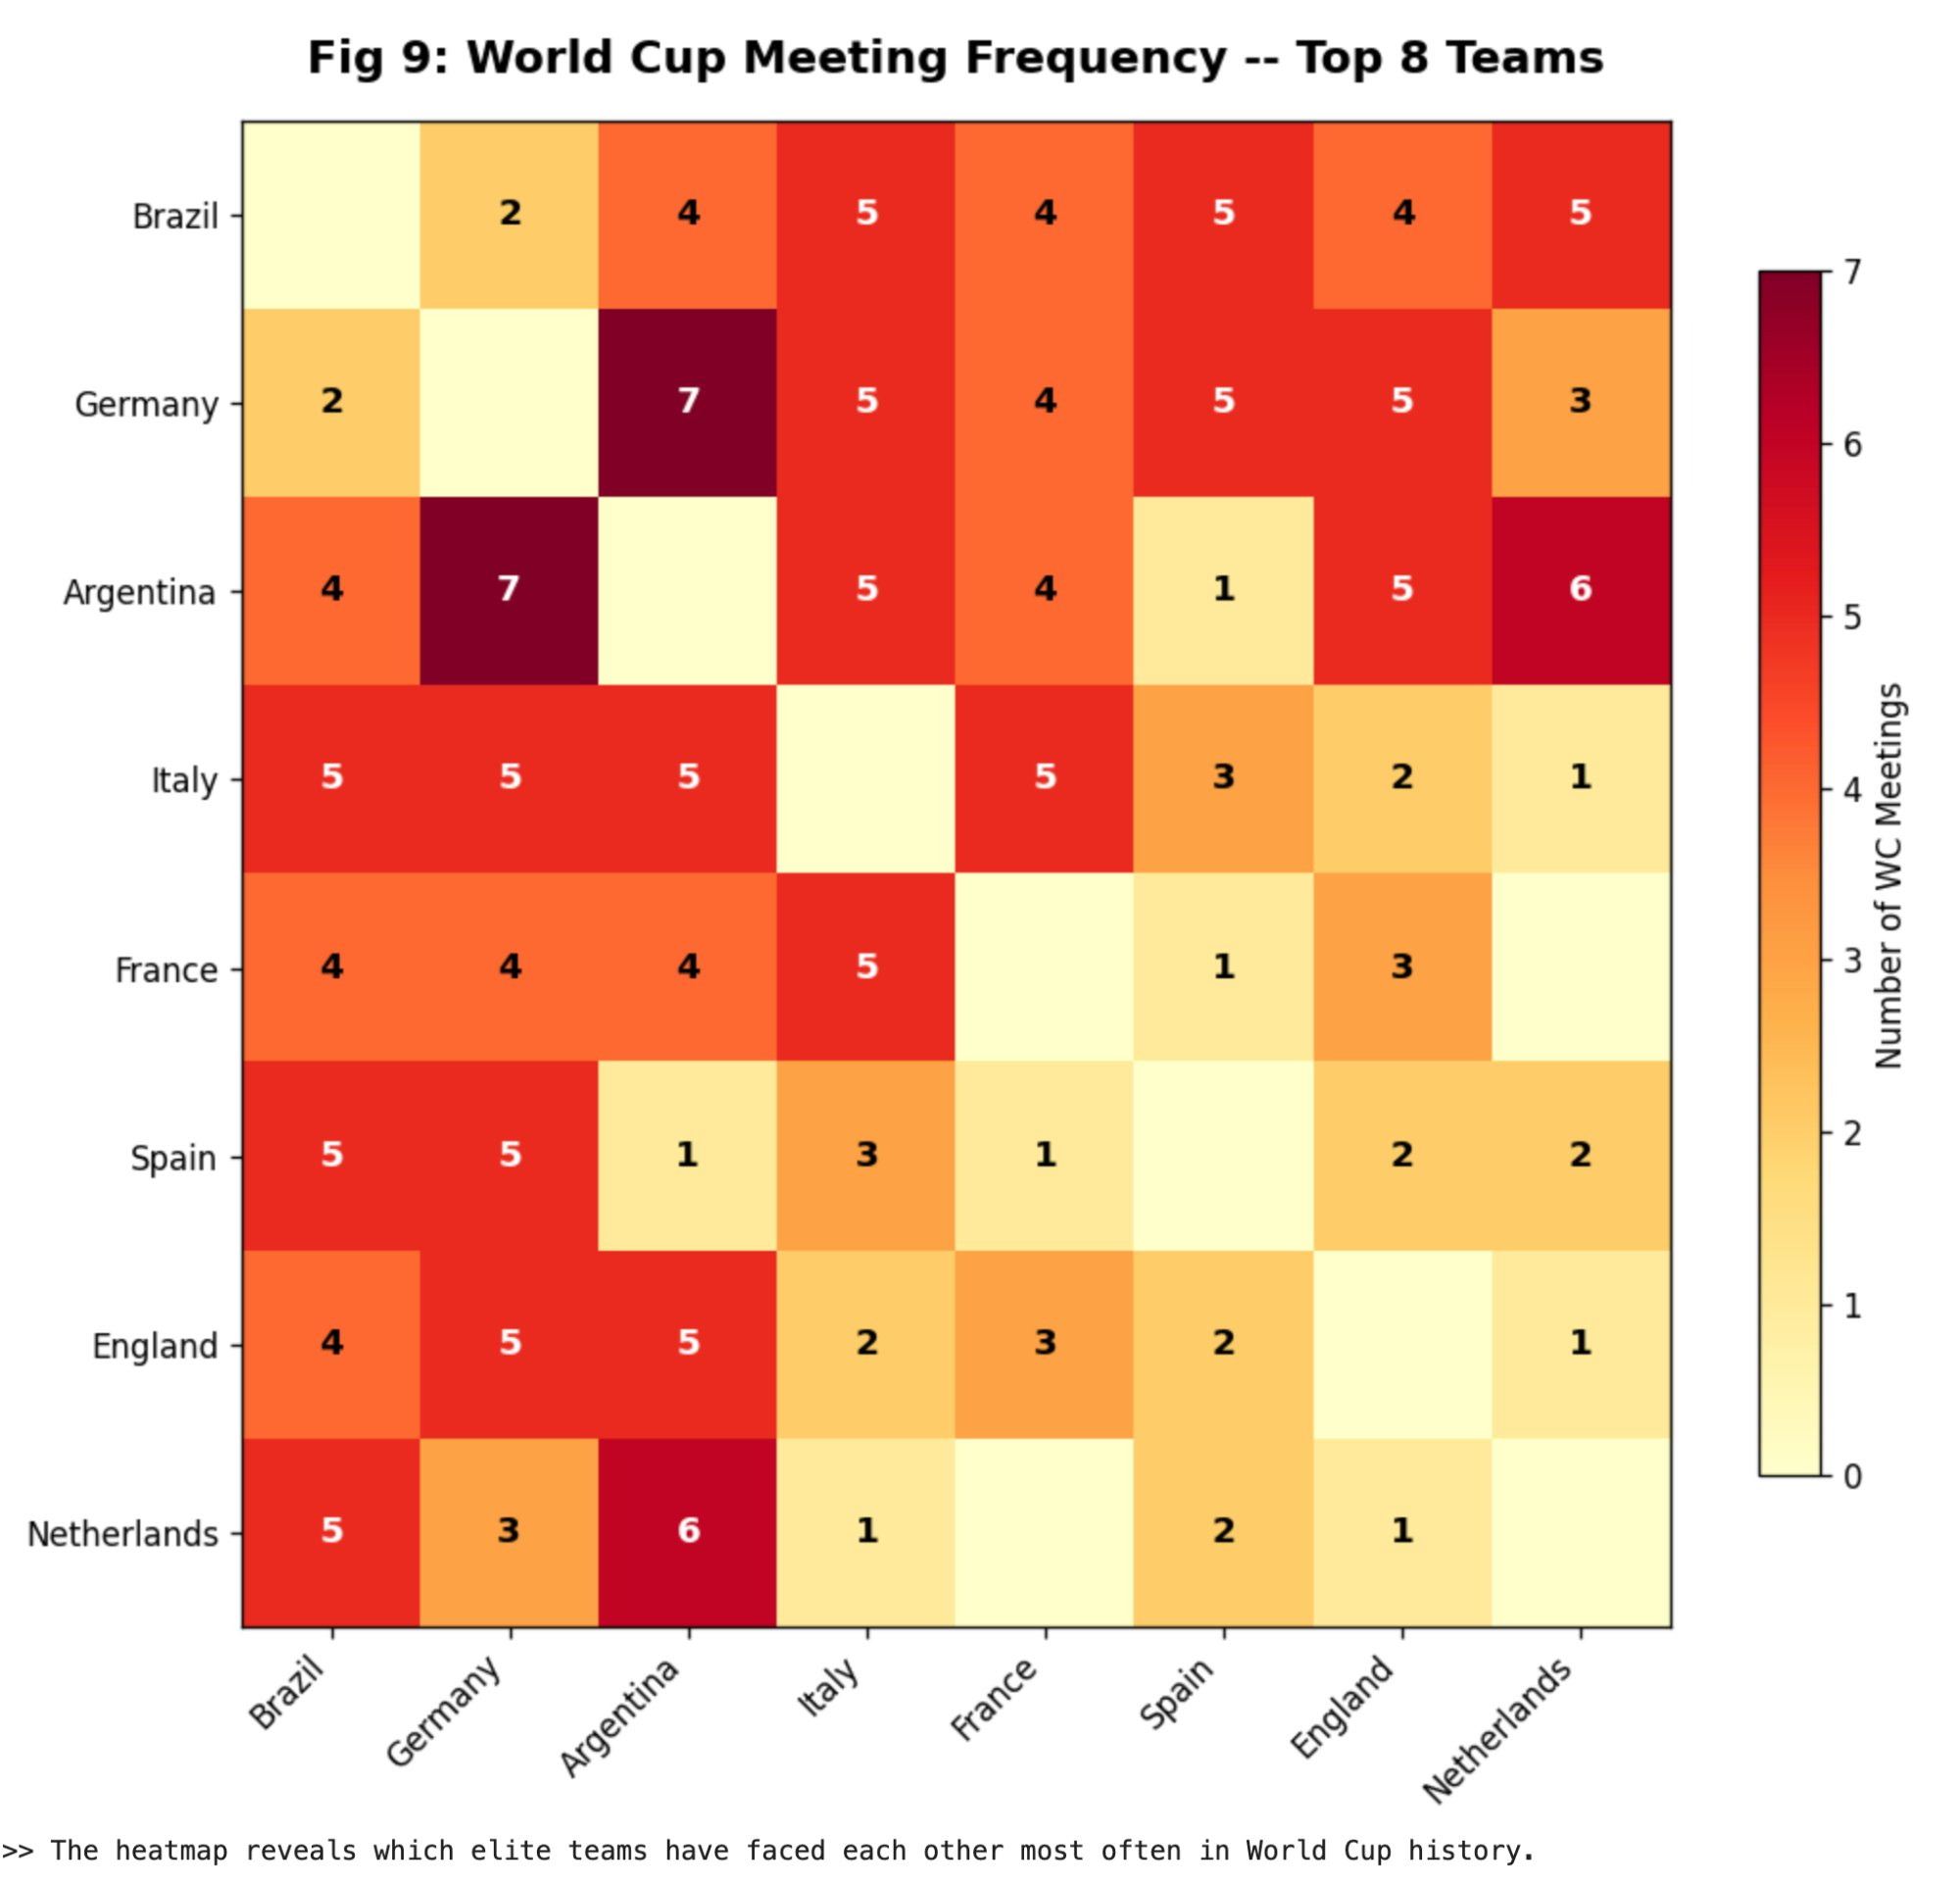 Fig 9: World Cup Meeting Frequency -- Top 8 Teams
Brazil 2 4 5 4 5 4 5
Germany 2 7 5 4 5 5 3
Argentina 4 7 5 4 1 5 6
Italy 5 5 5 5 3 2 1
France 4 4 4 5 1 3
Spain 5 5 1 3 1 2 2
England 4 5 5 2 3 2 1
Netherlands 5 3 6 1 2 1
Brazil Germany Argentina Italy France Spain England Netherlands
7
6
5
4
3
2
1
0
Number of WC Meetings
>> The heatmap reveals which elite teams have faced each other most often in World Cup history.